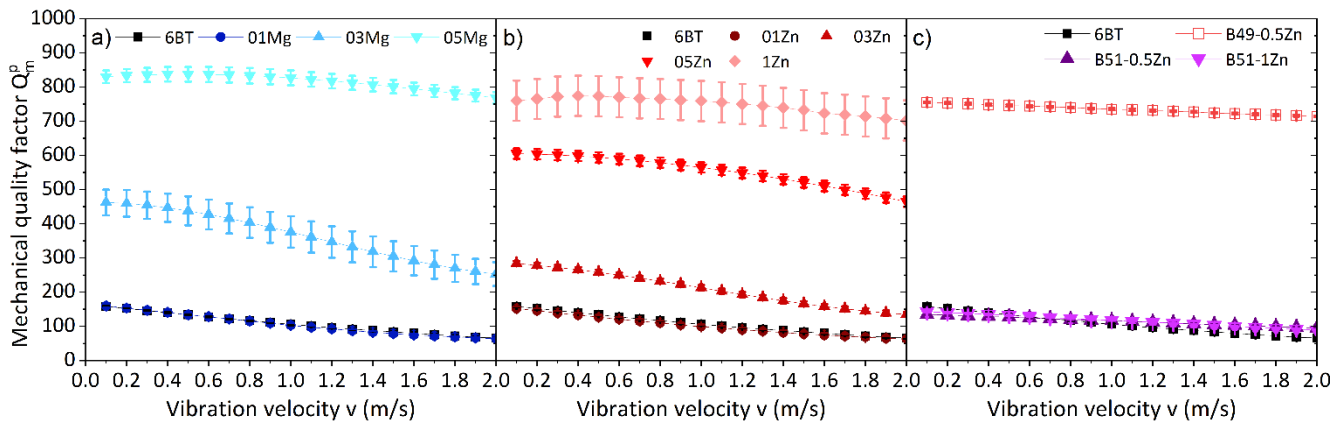 Mechanical quality factor Q_m^p
1000
900
800
700
600
500
400
300
200
100
0
a)
6BT 01Mg 03Mg 05Mg
0.0 0.2 0.4 0.6 0.8 1.0 1.2 1.4 1.6 1.8 2.0
Vibration velocity v (m/s)
b)
6BT 01Zn 03Zn
05Zn 1Zn
0.0 0.2 0.4 0.6 0.8 1.0 1.2 1.4 1.6 1.8 2.0
Vibration velocity v (m/s)
c)
6BT B49-0.5Zn
B51-0.5Zn B51-1Zn
0.0 0.2 0.4 0.6 0.8 1.0 1.2 1.4 1.6 1.8 2.0
Vibration velocity v (m/s)